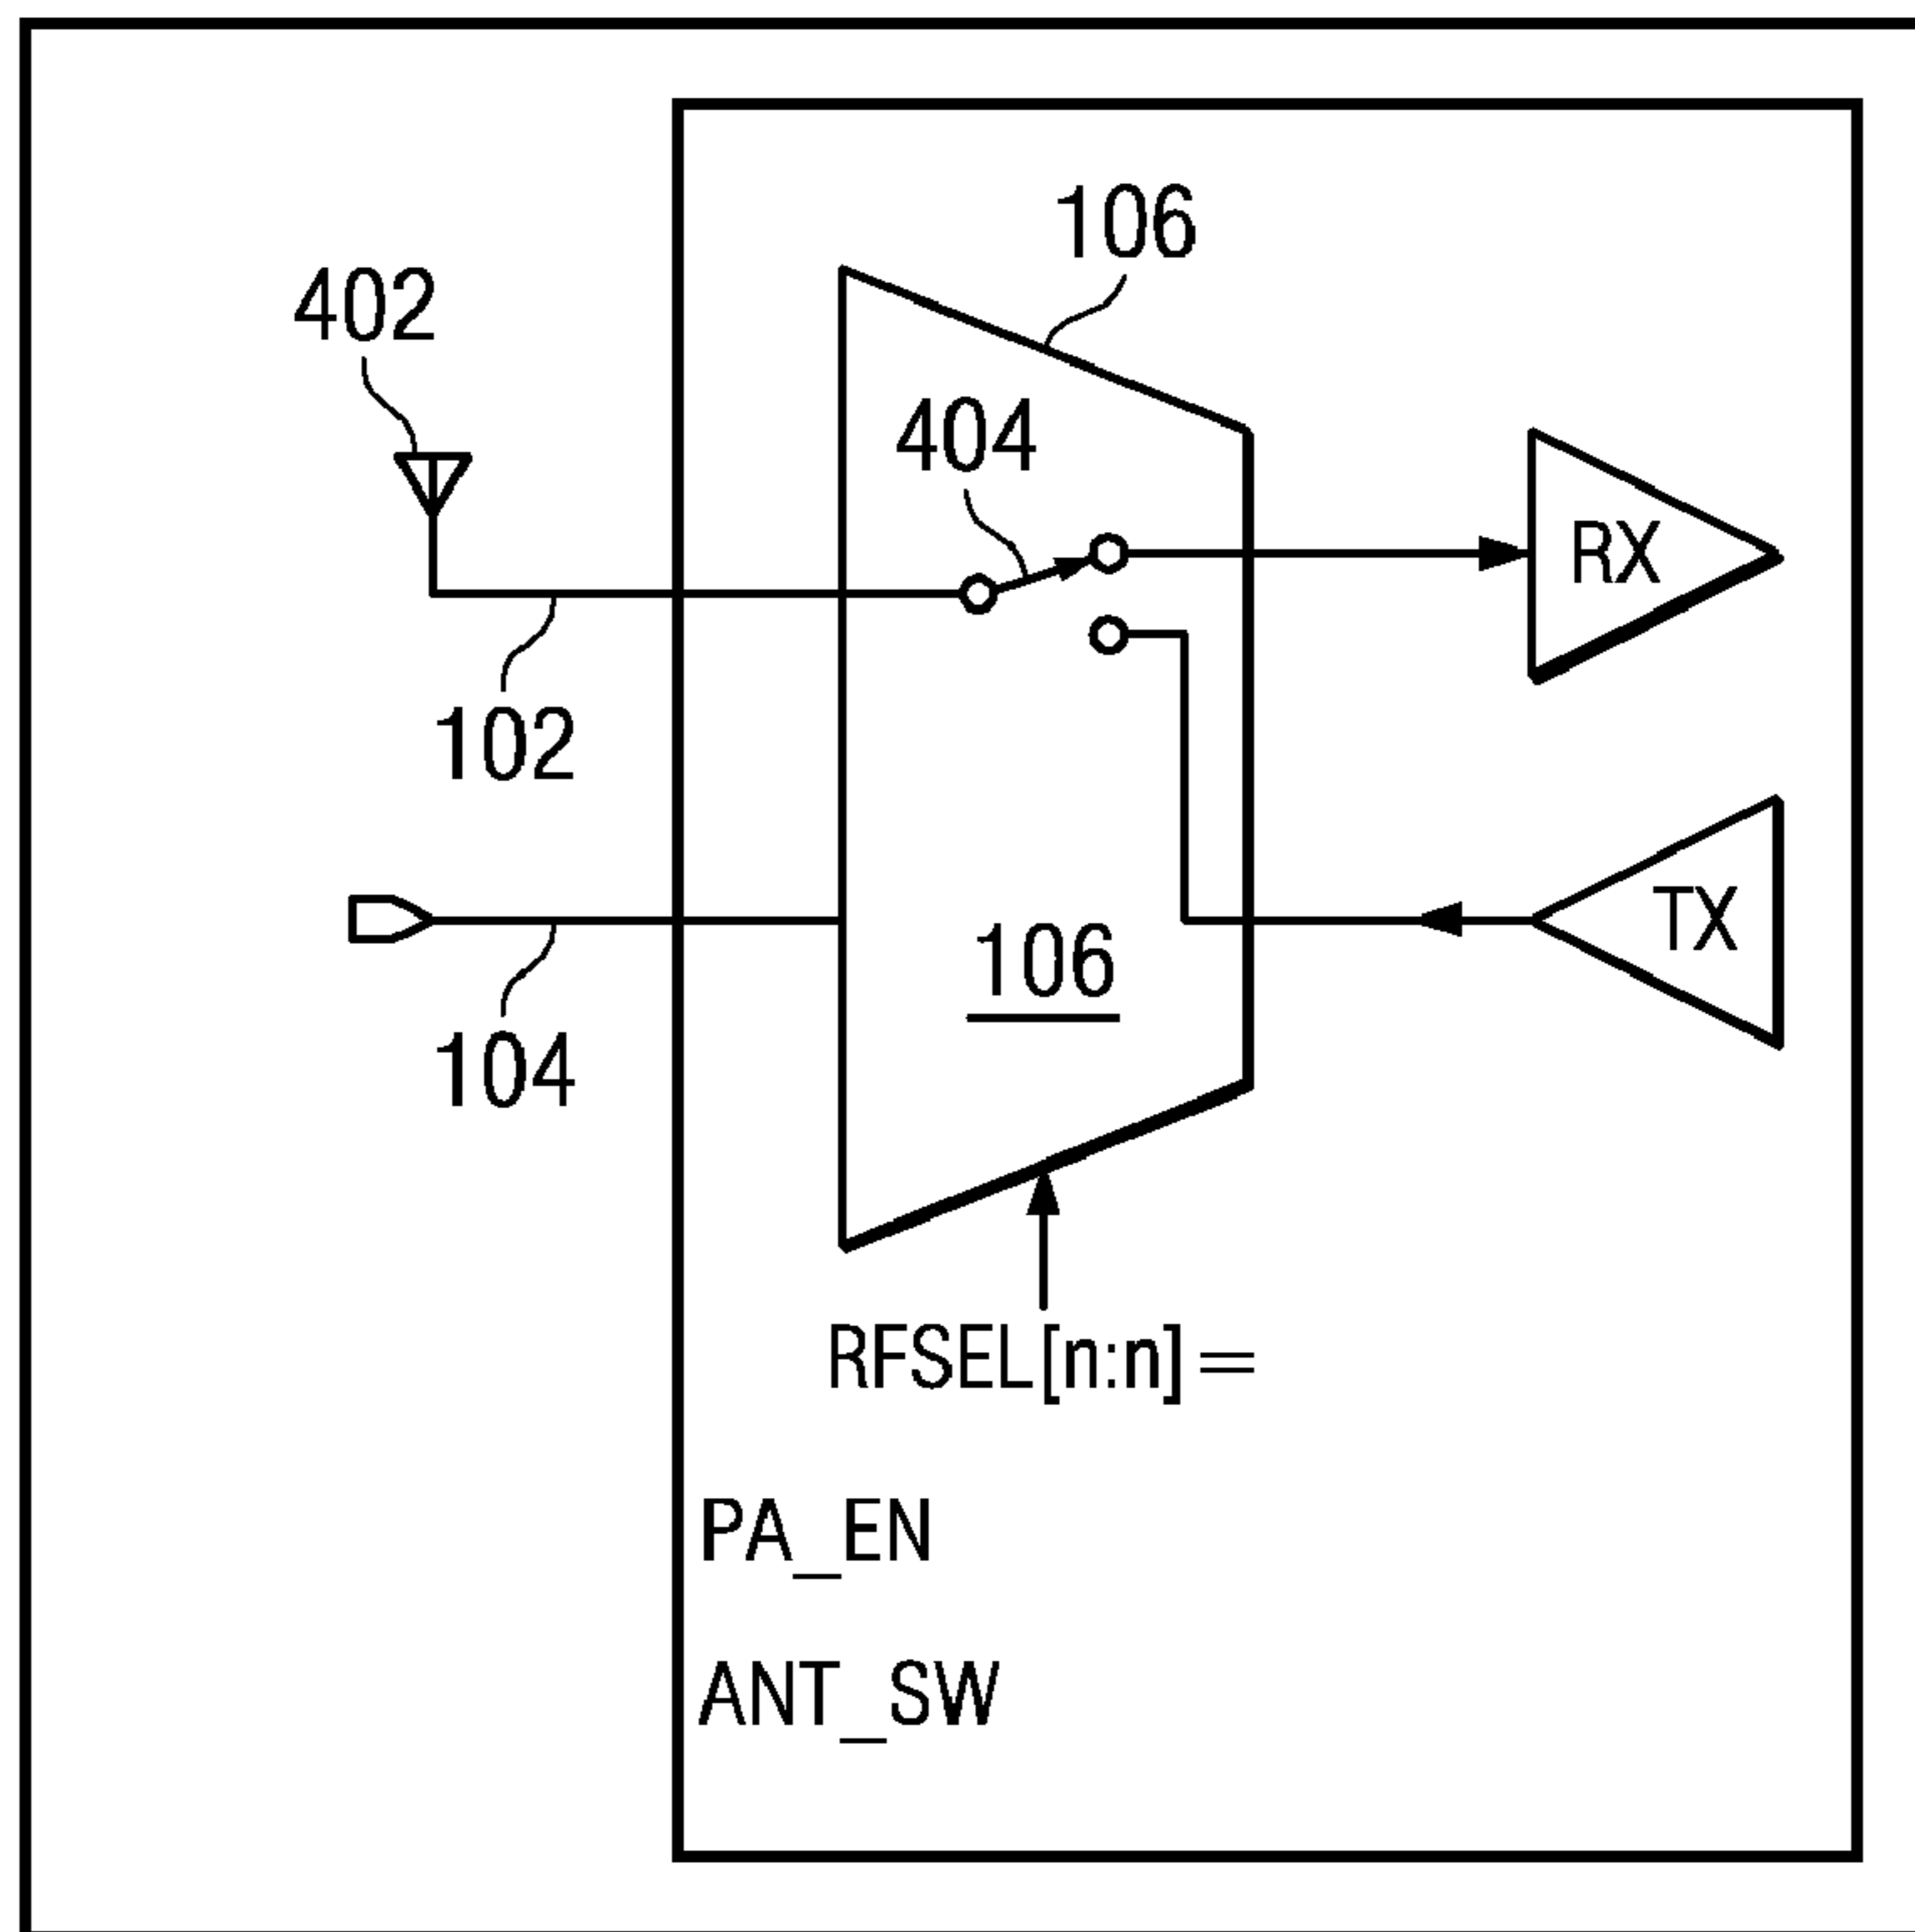 106
402
404
RX
102
TX
106
104
RFSEL[n:n]=
PA_EN
ANT_SW